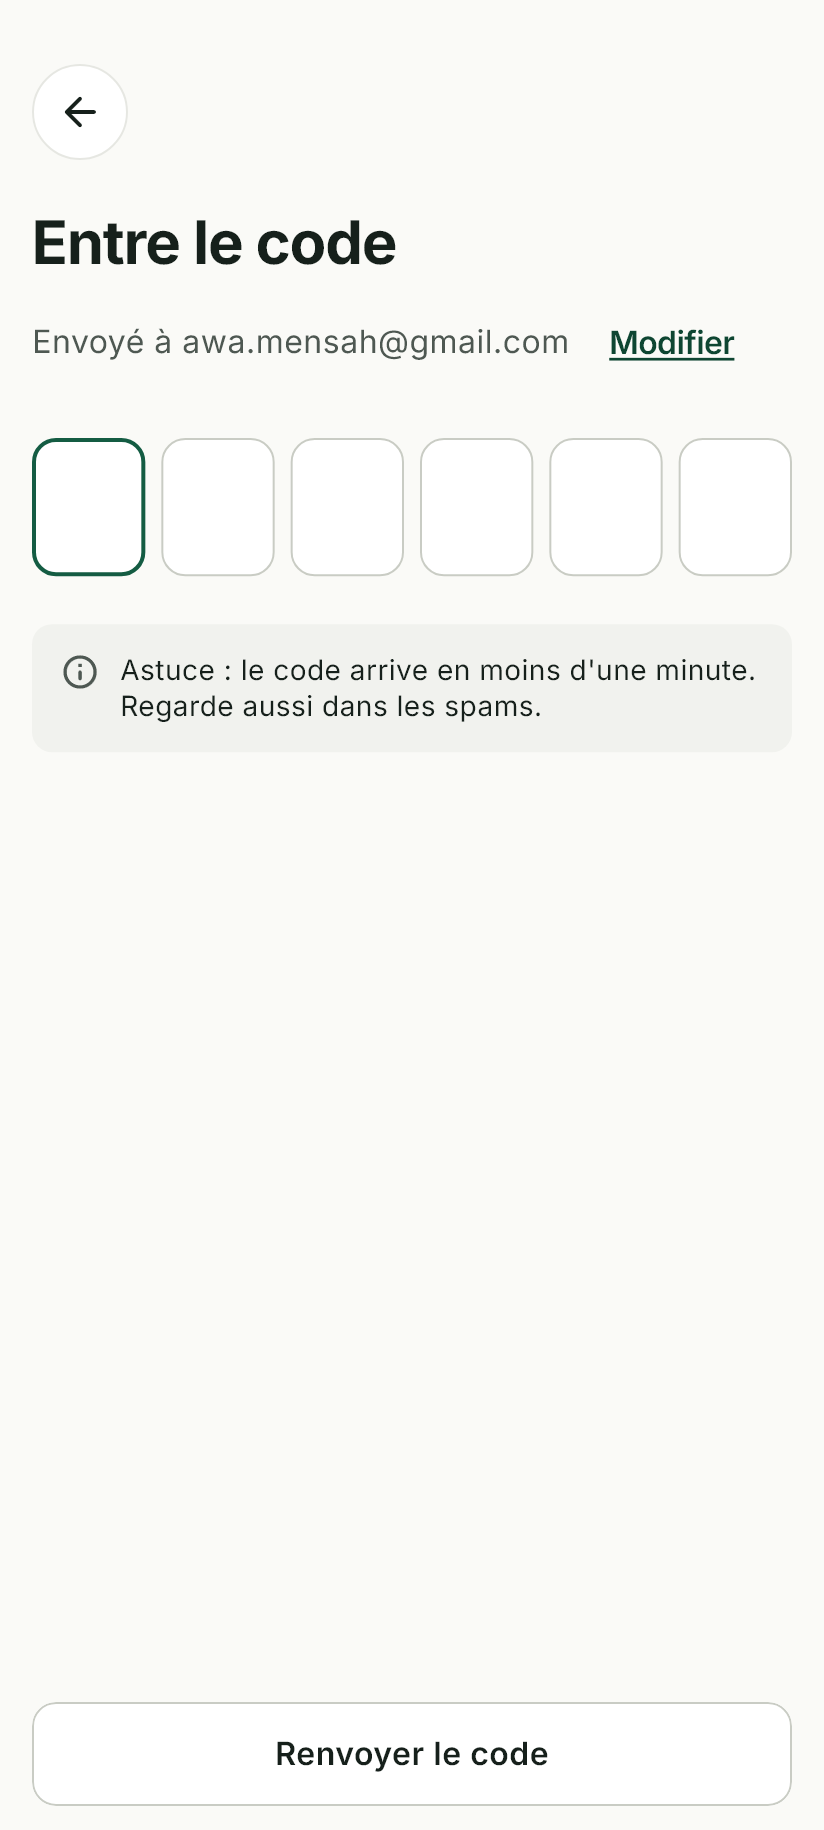 Entre le code
Envoyé à awa.mensah@gmail.com Modifier
Astuce : le code arrive en moins d'une minute.
Regarde aussi dans les spams.
Renvoyer le code